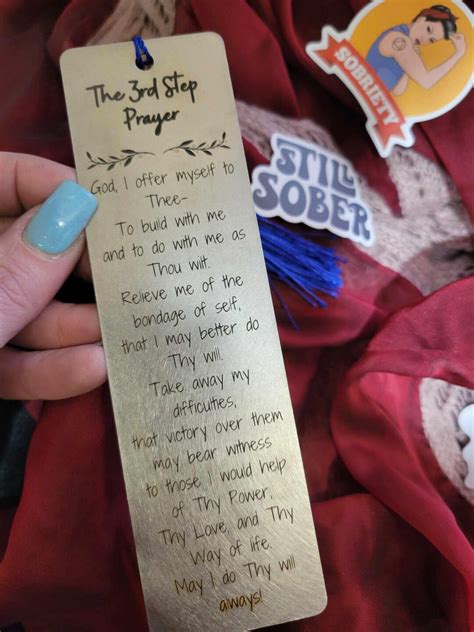 The 3rd Step
Prayer
God, I offer myself to
Thee-
To build with me
and to do with me as
Thou wilt.
Relieve me of the
bondage of self,
that I may better do
Thy will.
Take away my
difficulties,
that victory over them
may bear witness
to those I would help
of Thy Power,
Thy Love, and Thy
Way of life.
May I do Thy will
always!
STILL
SOBER
SOBRIETY